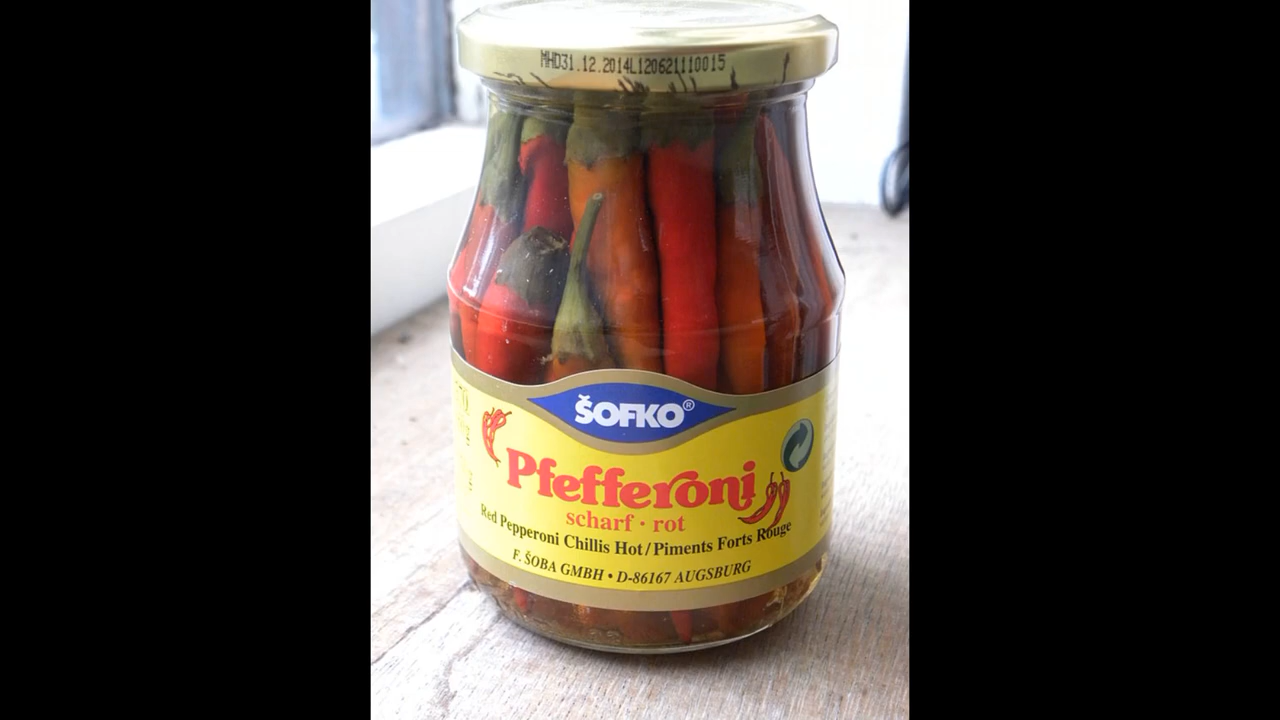 MHD31.12.2014L120621110015
ŠOFKO®
Pfefferoni
scharf · rot
Red Pepperoni Chillis Hot/Piments Forts Rouge
F. ŠOBA GMBH • D-86167 AUGSBURG